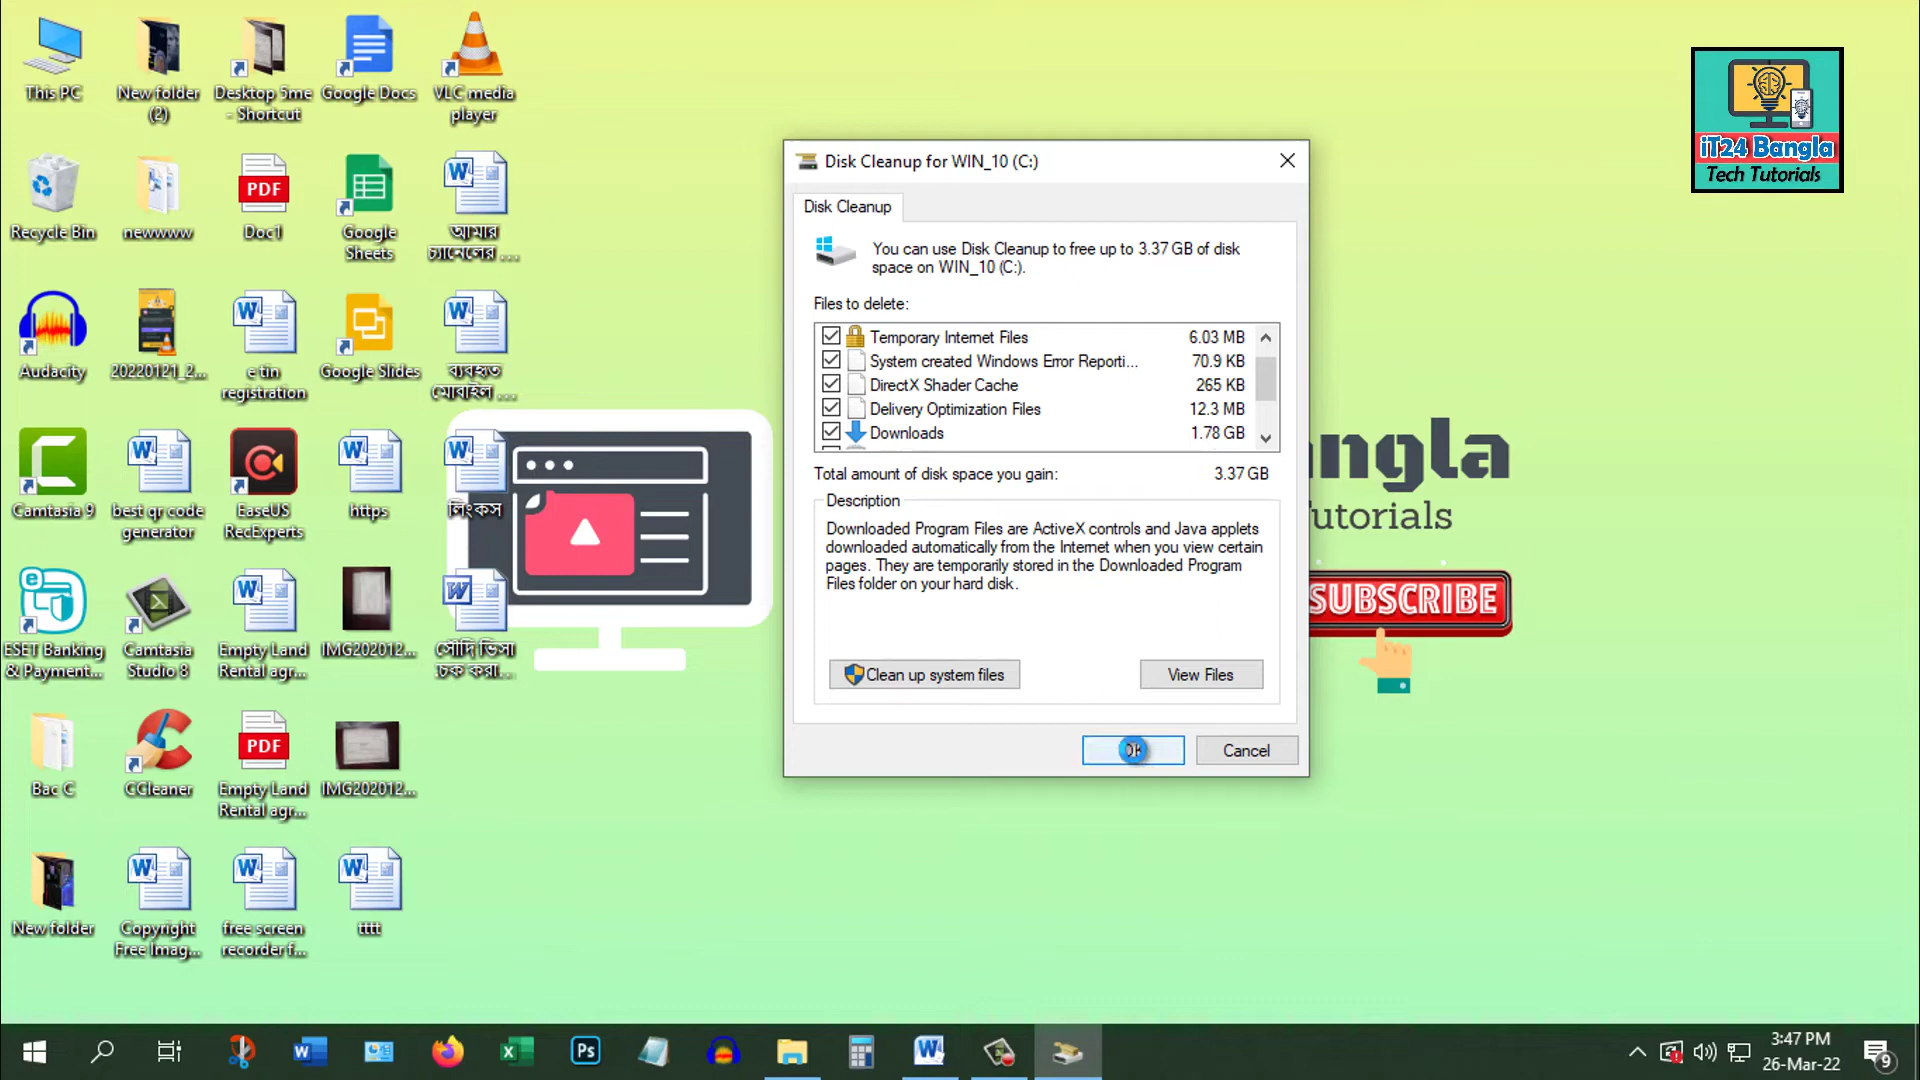 This PC
New folder
(2)
Desktop 5me
- Shortcut
Google Docs
VLC media
player
Recycle Bin
newwww
PDF
Doc1
Google
Sheets
আমার
চ্যানেলের ...
Audacity
20220121_2...
e tin
registration
Google Slides
ব্যবহৃত
মোবাইল ...
Camtasia 9
best qr code
generator
EaseUS
RecExperts
https
লিংকস
ESET Banking
& Payment...
Camtasia
Studio 8
Empty Land
Rental agr...
IMG202012...
সৌদি ভিসা
চেক করা...
Bac C
CCleaner
PDF
Empty Land
Rental agr...
IMG202012...
New folder
Copyright
Free Imag...
free screen
recorder f...
tttt
Disk Cleanup for WIN_10 (C:)
Disk Cleanup
You can use Disk Cleanup to free up to 3.37 GB of disk
space on WIN_10 (C:).
Files to delete:
Temporary Internet Files 6.03 MB
System created Windows Error Reporti... 70.9 KB
DirectX Shader Cache 265 KB
Delivery Optimization Files 12.3 MB
Downloads 1.78 GB
Total amount of disk space you gain: 3.37 GB
Description
Downloaded Program Files are ActiveX controls and Java applets
downloaded automatically from the Internet when you view certain
pages. They are temporarily stored in the Downloaded Program
Files folder on your hard disk.
Clean up system files
View Files
OK
Cancel
iT24 Bangla
Tech Tutorials
angla
Tutorials
SUBSCRIBE
Ps
3:47 PM
26-Mar-22
9